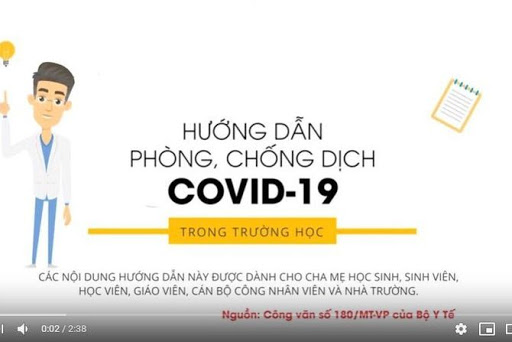 HƯỚNG DẪN
PHÒNG, CHỐNG DỊCH
COVID-19
TRONG TRƯỜNG HỌC
CÁC NỘI DUNG HƯỚNG DẪN NÀY ĐƯỢC DÀNH CHO CHA MẸ HỌC SINH, SINH VIÊN,
HỌC VIÊN, GIÁO VIÊN, CÁN BỘ CÔNG NHÂN VIÊN VÀ NHÀ TRƯỜNG.
Nguồn: Công văn số 180/MT-VP của Bộ Y Tế
0:02 / 2:38